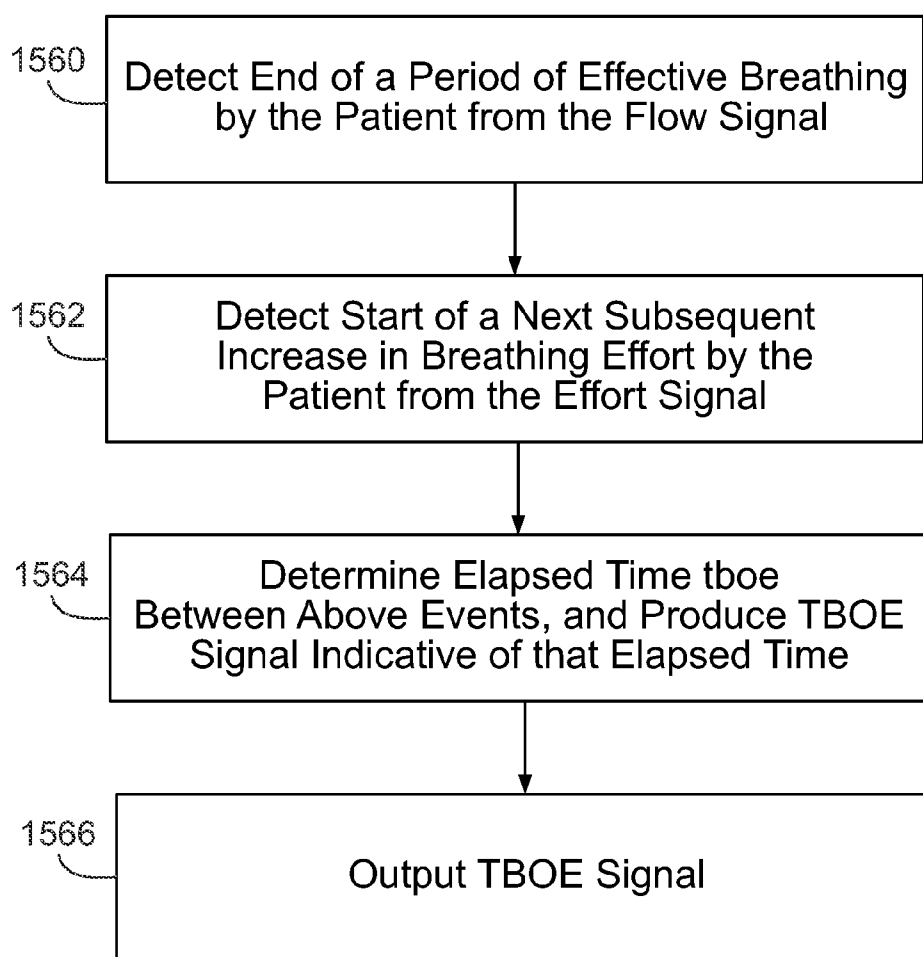 1560
Detect End of a Period of Effective Breathing
by the Patient from the Flow Signal
1562
Detect Start of a Next Subsequent
Increase in Breathing Effort by the
Patient from the Effort Signal
1564
Determine Elapsed Time tboe
Between Above Events, and Produce TBOE
Signal Indicative of that Elapsed Time
1566
Output TBOE Signal